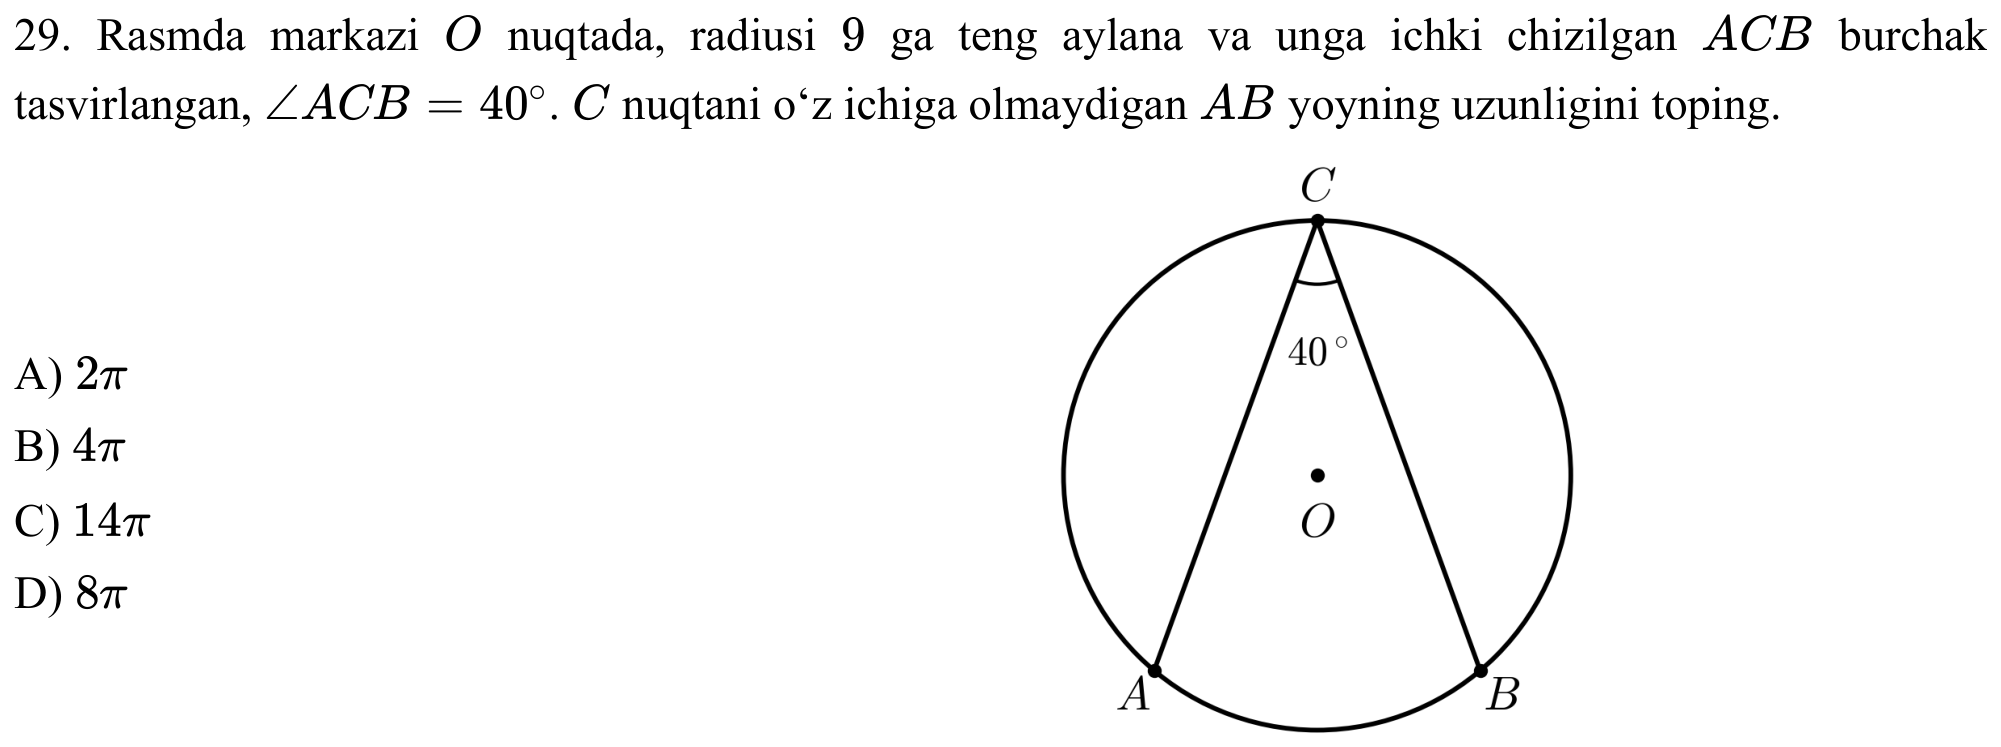 29. Rasmda markazi O nuqtada, radiusi 9 ga teng aylana va unga ichki chizilgan ACB burchak
tasvirlangan, ∠ACB = 40°. C nuqtani o‘z ichiga olmaydigan AB yoyning uzunligini toping.
C
40°
O
A
B
A) 2π
B) 4π
C) 14π
D) 8π